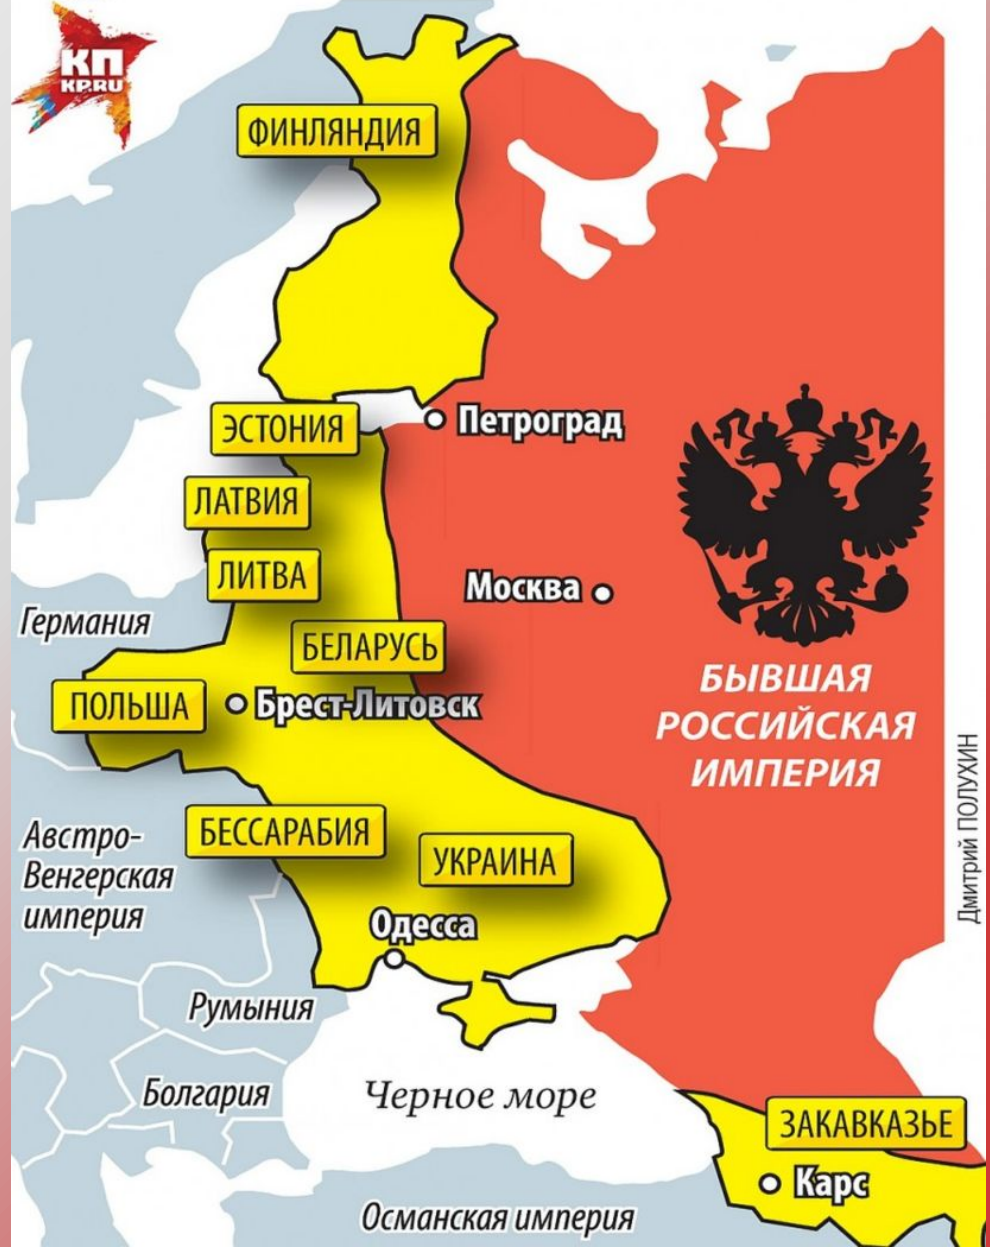 КП
KP.RU
ФИНЛЯНДИЯ
ЭСТОНИЯ
Петроград
ЛАТВИЯ
ЛИТВА
Москва
Германия
БЕЛАРУСЬ
БЫВШАЯ
РОССИЙСКАЯ
ИМПЕРИЯ
ПОЛЬША
Брест-Литовск
Дмитрий ПОЛУХИН
Австро-
Венгерская
империя
БЕССАРАБИЯ
УКРАИНА
Одесса
Румыния
Болгария
Черное море
ЗАКАВКАЗЬЕ
Карс
Османская империя